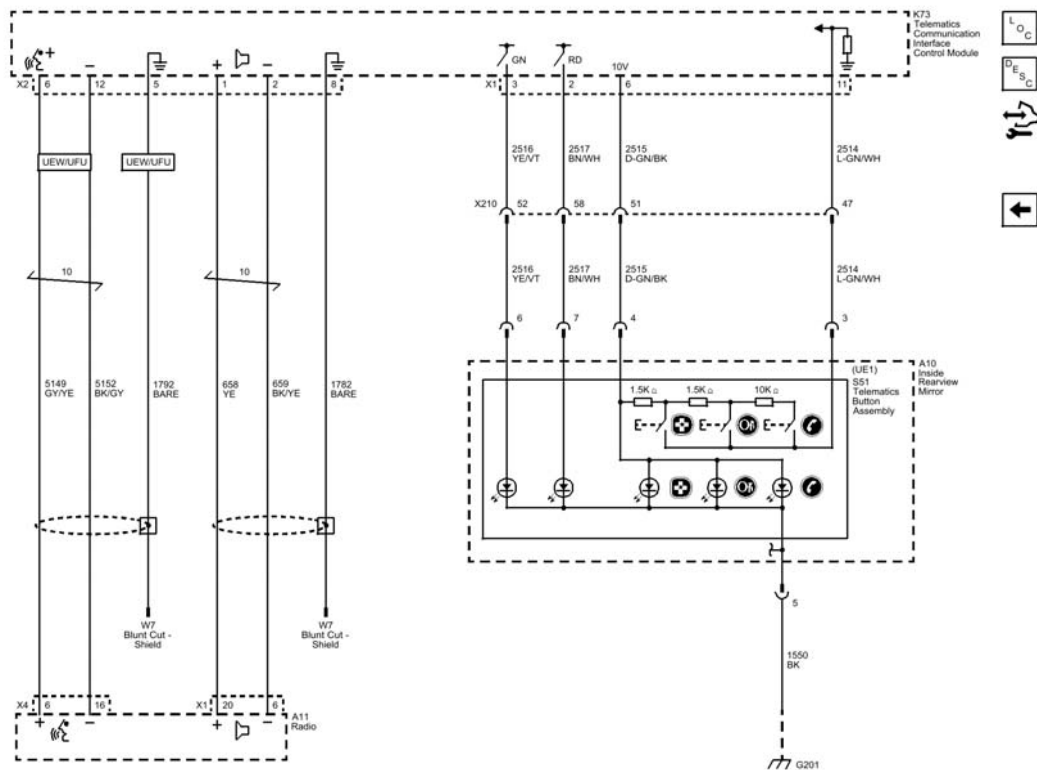 K73
Telematics
Communication
Interface
Control Module
LOC
DESC
+
−
+
−
GN
RD
10V
X2 6 12 5 1 2 8
X1 3 2 6 11
UEW/UFU
UEW/UFU
2516
YE/VT
2517
BN/WH
2515
D-GN/BK
2514
L-GN/WH
X210 52 58 51 47
10
10
2516
YE/VT
2517
BN/WH
2515
D-GN/BK
2514
L-GN/WH
6 7 4 3
5149
GY/YE
5152
BK/GY
1792
BARE
658
YE
659
BK/YE
1782
BARE
A10
Inside
Rearview
Mirror
(UE1)
S51
Telematics
Button
Assembly
1.5K Ω 1.5K Ω 10K Ω
W7
Blunt Cut -
Shield
W7
Blunt Cut -
Shield
5
1550
BK
X4 6 16 X1 20 6
+ − + −
A11
Radio
G201